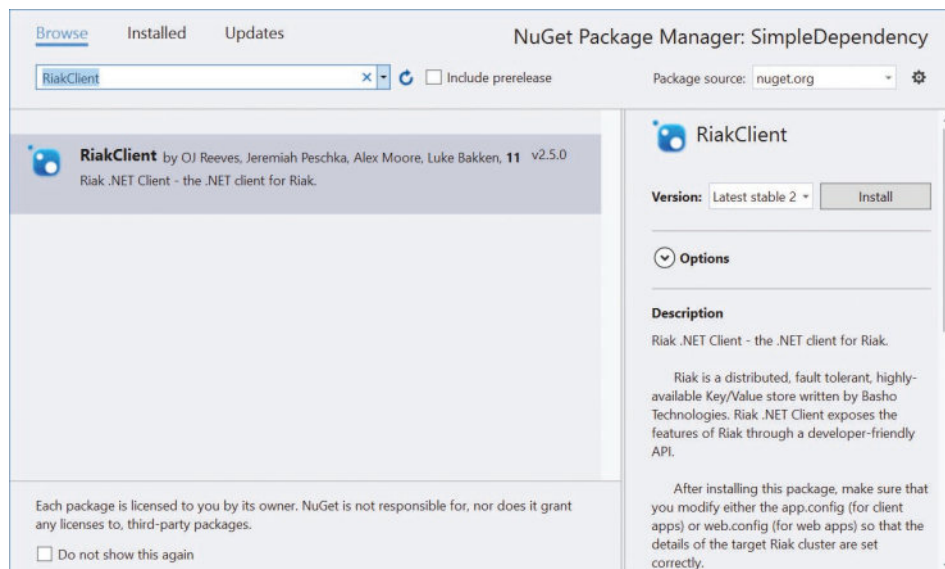 Browse Installed Updates
NuGet Package Manager: SimpleDependency
RiakClient
Include prerelease
Package source: nuget.org
RiakClient by OJ Reeves, Jeremiah Peschka, Alex Moore, Luke Bakken, 11 v2.5.0
Riak .NET Client - the .NET client for Riak.
Each package is licensed to you by its owner. NuGet is not responsible for, nor does it grant
any licenses to, third-party packages.
Do not show this again
RiakClient
Version: Latest stable 2 Install
Options
Description
Riak .NET Client - the .NET client for Riak.
Riak is a distributed, fault tolerant, highly-
available Key/Value store written by Basho
Technologies. Riak .NET Client exposes the
features of Riak through a developer-friendly
API.
After installing this package, make sure that
you modify either the app.config (for client
apps) or web.config (for web apps) so that the
details of the target Riak cluster are set
correctly.